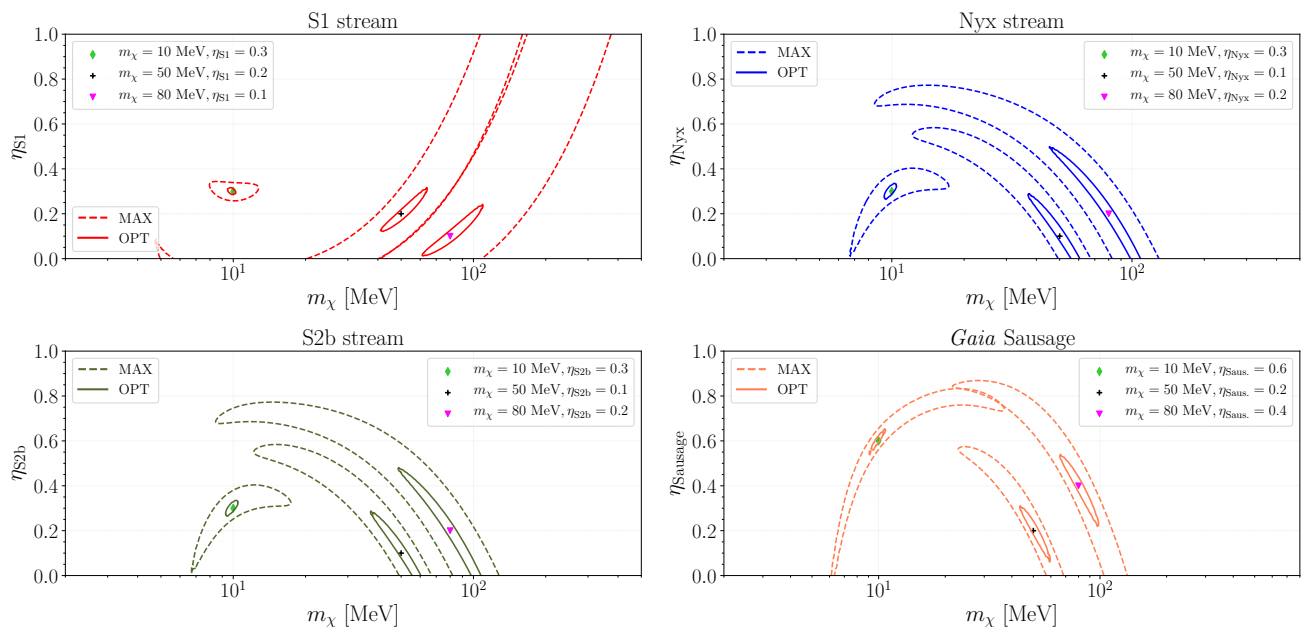 S1 stream
1.0
0.8
0.6
0.4
0.2
0.0
η_S1
m_χ = 10 MeV, η_S1 = 0.3
m_χ = 50 MeV, η_S1 = 0.2
m_χ = 80 MeV, η_S1 = 0.1
MAX
OPT
10^1
10^2
m_χ [MeV]
Nyx stream
1.0
0.8
0.6
0.4
0.2
0.0
η_Nyx
MAX
OPT
m_χ = 10 MeV, η_Nyx = 0.3
m_χ = 50 MeV, η_Nyx = 0.1
m_χ = 80 MeV, η_Nyx = 0.2
10^1
10^2
m_χ [MeV]
S2b stream
1.0
0.8
0.6
0.4
0.2
0.0
η_S2b
MAX
OPT
m_χ = 10 MeV, η_S2b = 0.3
m_χ = 50 MeV, η_S2b = 0.1
m_χ = 80 MeV, η_S2b = 0.2
10^1
10^2
m_χ [MeV]
Gaia Sausage
1.0
0.8
0.6
0.4
0.2
0.0
η_Sausage
MAX
OPT
m_χ = 10 MeV, η_Saus. = 0.6
m_χ = 50 MeV, η_Saus. = 0.2
m_χ = 80 MeV, η_Saus. = 0.4
10^1
10^2
m_χ [MeV]